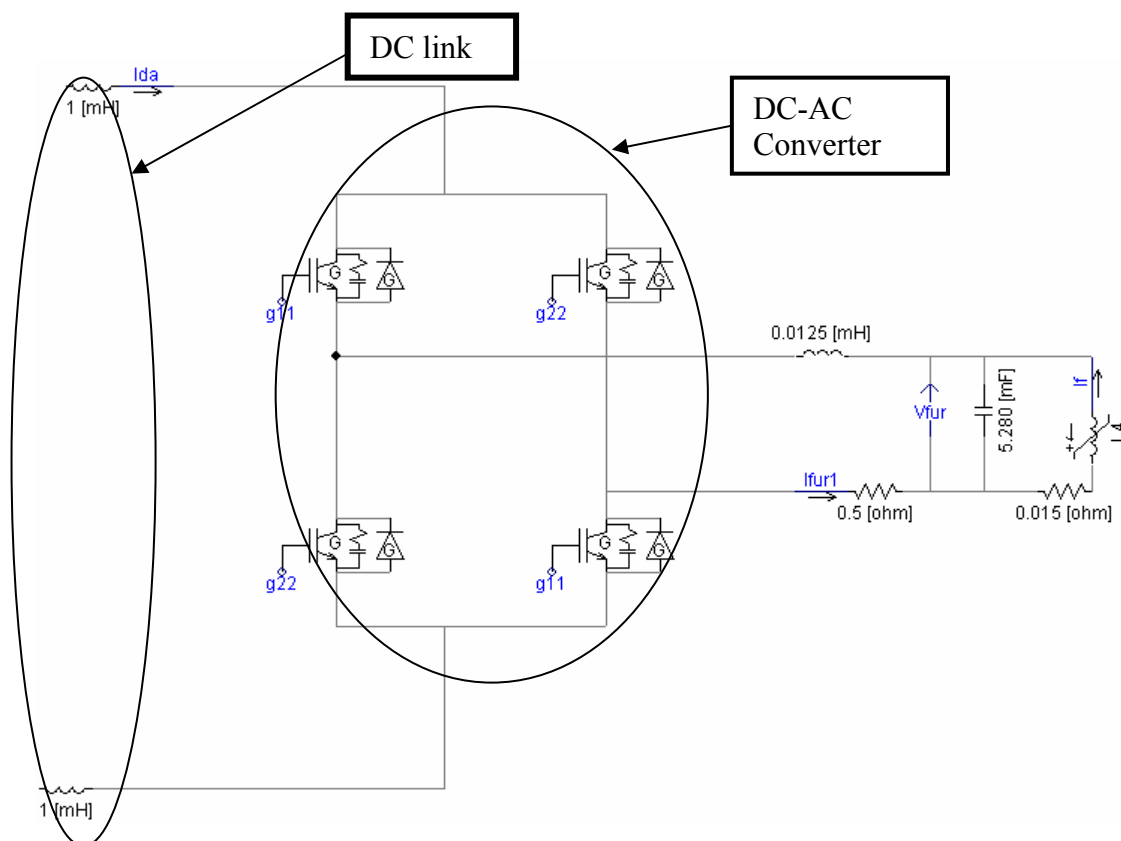 DC link
Ida
1 [mH]
DC-AC
Converter
G
G
g11
G
G
g22
0.0125 [mH]
Vfur
5.280 [mF]
If
+
Ifur1
0.5 [ohm]
0.015 [ohm]
G
G
g22
G
G
g11
1 [mH]